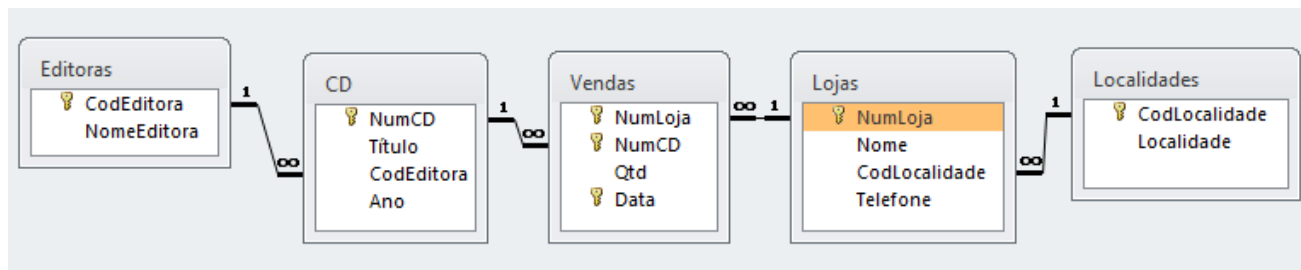 Editoras
CodEditora
NomeEditora
1
∞
CD
NumCD
Título
CodEditora
Ano
1
∞
Vendas
NumLoja
NumCD
Qtd
Data
∞
1
Lojas
NumLoja
Nome
CodLocalidade
Telefone
∞
1
Localidades
CodLocalidade
Localidade